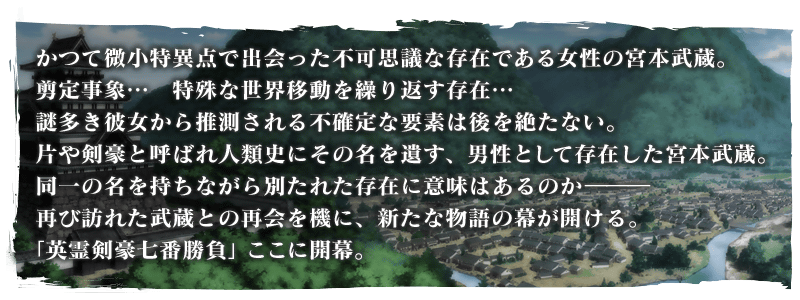 かつて微小特異点で出会った不可思議な存在である女性の宮本武蔵。
剪定事象…　特殊な世界移動を繰り返す存在…
謎多き彼女から推測される不確定な要素は後を絶たない。
片や剣豪と呼ばれ人類史にその名を遺す、男性として存在した宮本武蔵。
同一の名を持ちながら別たれた存在に意味はあるのか———
再び訪れた武蔵との再会を機に、新たな物語の幕が開ける。
「英霊剣豪七番勝負」ここに開幕。